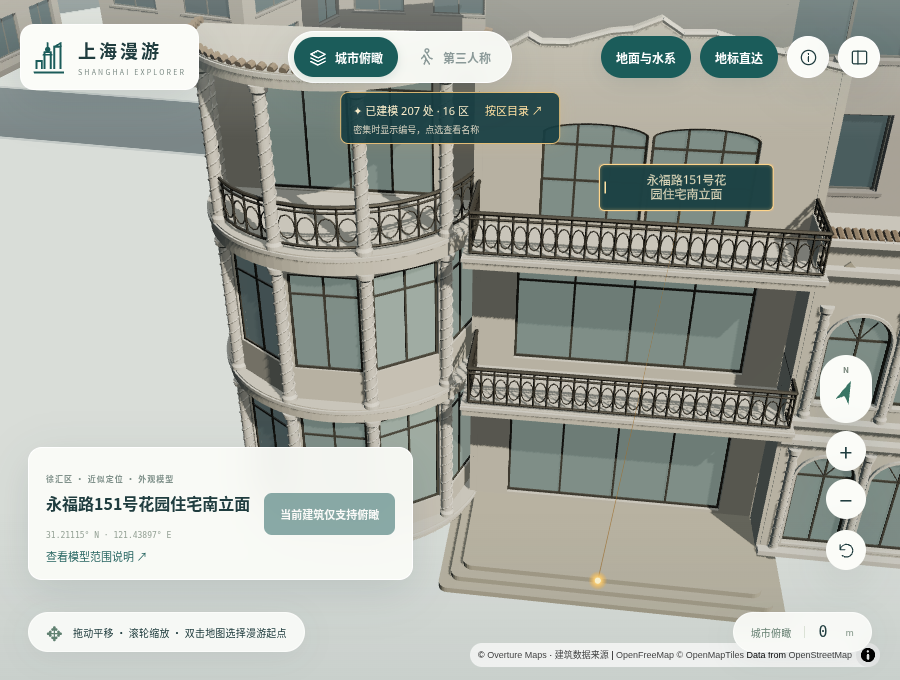 上海漫游
SHANGHAI EXPLORER
城市俯瞰
第三人称
地面与水系
地标直达
✦ 已建模 207 处 · 16 区 按区目录 ↗
密集时显示编号，点选查看名称
永福路151号花
园住宅南立面
N
徐汇区 · 近似定位 · 外观模型
永福路151号花园住宅南立面
当前建筑仅支持俯瞰
31.21115° N · 121.43897° E
查看模型范围说明 ↗
+
−
拖动平移 · 滚轮缩放 · 双击地图选择漫游起点
城市俯瞰 0 m
© Overture Maps · 建筑数据来源 | OpenFreeMap © OpenMapTiles Data from OpenStreetMap